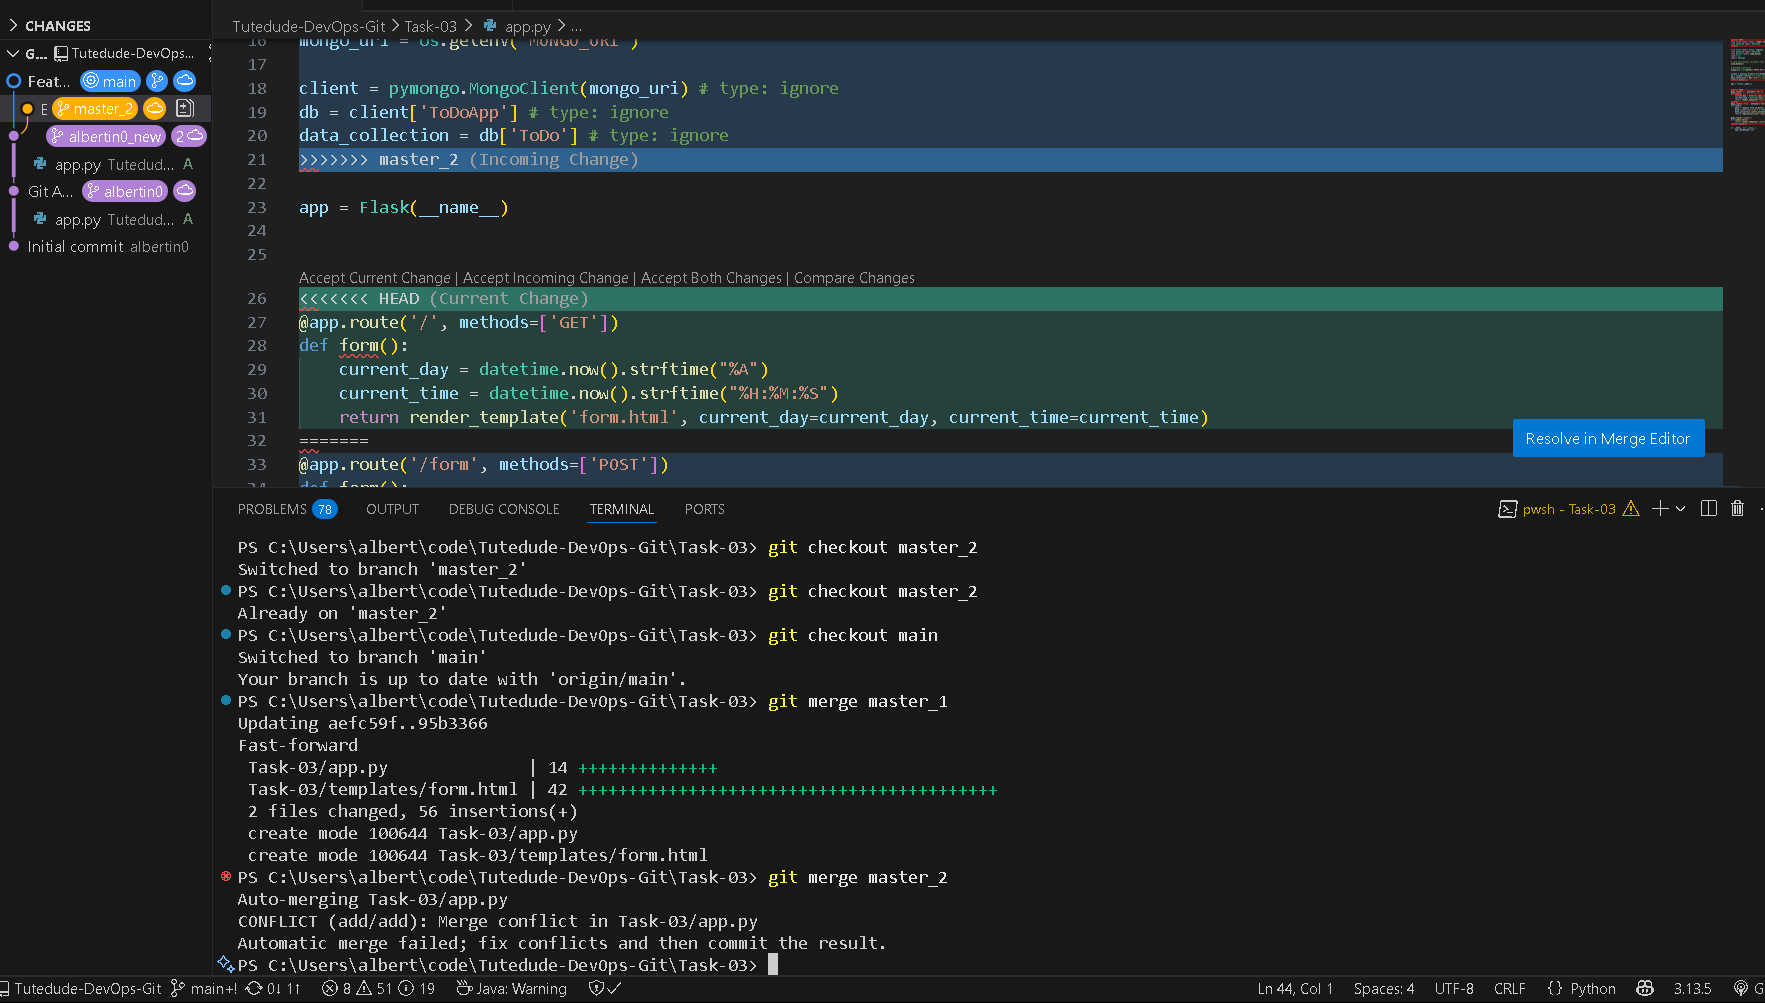 CHANGES
G... Tutedude-DevOps...
Feat... main
E master_2
albertin0_new 2
app.py Tutedud... A
Git A... albertin0
app.py Tutedud... A
Initial commit albertin0
Tutedude-DevOps-Git > Task-03 > app.py > ...
16 mongo_uri = os.getenv('MONGO_URI')
17
18 client = pymongo.MongoClient(mongo_uri) # type: ignore
19 db = client['ToDoApp'] # type: ignore
20 data_collection = db['ToDo'] # type: ignore
21 >>>>>>> master_2 (Incoming Change)
22
23 app = Flask(__name__)
24
25
Accept Current Change | Accept Incoming Change | Accept Both Changes | Compare Changes
26 <<<<<<< HEAD (Current Change)
27 @app.route('/', methods=['GET'])
28 def form():
29 current_day = datetime.now().strftime("%A")
30 current_time = datetime.now().strftime("%H:%M:%S")
31 return render_template('form.html', current_day=current_day, current_time=current_time)
32 =======
Resolve in Merge Editor
33 @app.route('/form', methods=['POST'])
34 def form():
PROBLEMS 78 OUTPUT DEBUG CONSOLE TERMINAL PORTS
pwsh - Task-03
PS C:\Users\albert\code\Tutedude-DevOps-Git\Task-03> git checkout master_2
Switched to branch 'master_2'
PS C:\Users\albert\code\Tutedude-DevOps-Git\Task-03> git checkout master_2
Already on 'master_2'
PS C:\Users\albert\code\Tutedude-DevOps-Git\Task-03> git checkout main
Switched to branch 'main'
Your branch is up to date with 'origin/main'.
PS C:\Users\albert\code\Tutedude-DevOps-Git\Task-03> git merge master_1
Updating aefc59f..95b3366
Fast-forward
Task-03/app.py | 14 ++++++++++++++
Task-03/templates/form.html | 42 ++++++++++++++++++++++++++++++++++++++++++
2 files changed, 56 insertions(+)
create mode 100644 Task-03/app.py
create mode 100644 Task-03/templates/form.html
PS C:\Users\albert\code\Tutedude-DevOps-Git\Task-03> git merge master_2
Auto-merging Task-03/app.py
CONFLICT (add/add): Merge conflict in Task-03/app.py
Automatic merge failed; fix conflicts and then commit the result.
PS C:\Users\albert\code\Tutedude-DevOps-Git\Task-03>
Tutedude-DevOps-Git main+! 0↓ 1↑ 8 51 19 Java: Warning
Ln 44, Col 1 Spaces: 4 UTF-8 CRLF {} Python 3.13.5 G